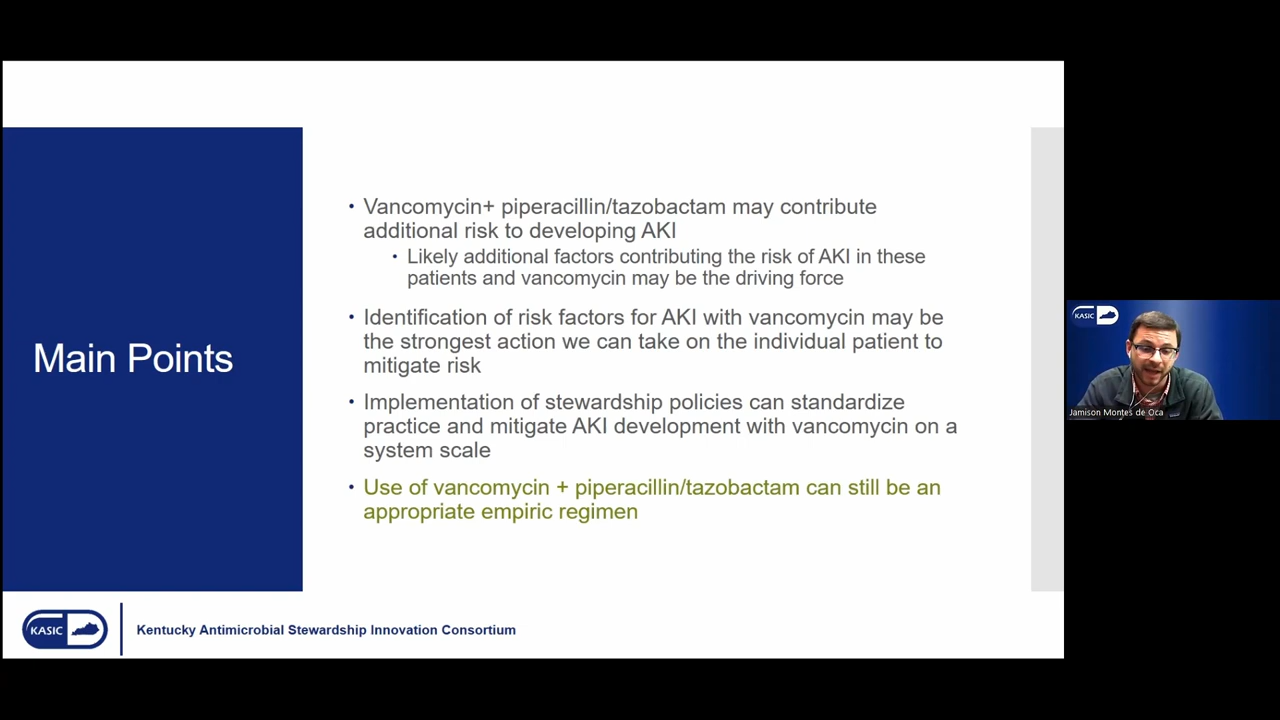 Main Points
• Vancomycin+ piperacillin/tazobactam may contribute
additional risk to developing AKI
• Likely additional factors contributing the risk of AKI in these
patients and vancomycin may be the driving force
• Identification of risk factors for AKI with vancomycin may be
the strongest action we can take on the individual patient to
mitigate risk
• Implementation of stewardship policies can standardize
practice and mitigate AKI development with vancomycin on a
system scale
• Use of vancomycin + piperacillin/tazobactam can still be an
appropriate empiric regimen
KASIC
Kentucky Antimicrobial Stewardship Innovation Consortium
KASIC
Jamison Montes de Oca